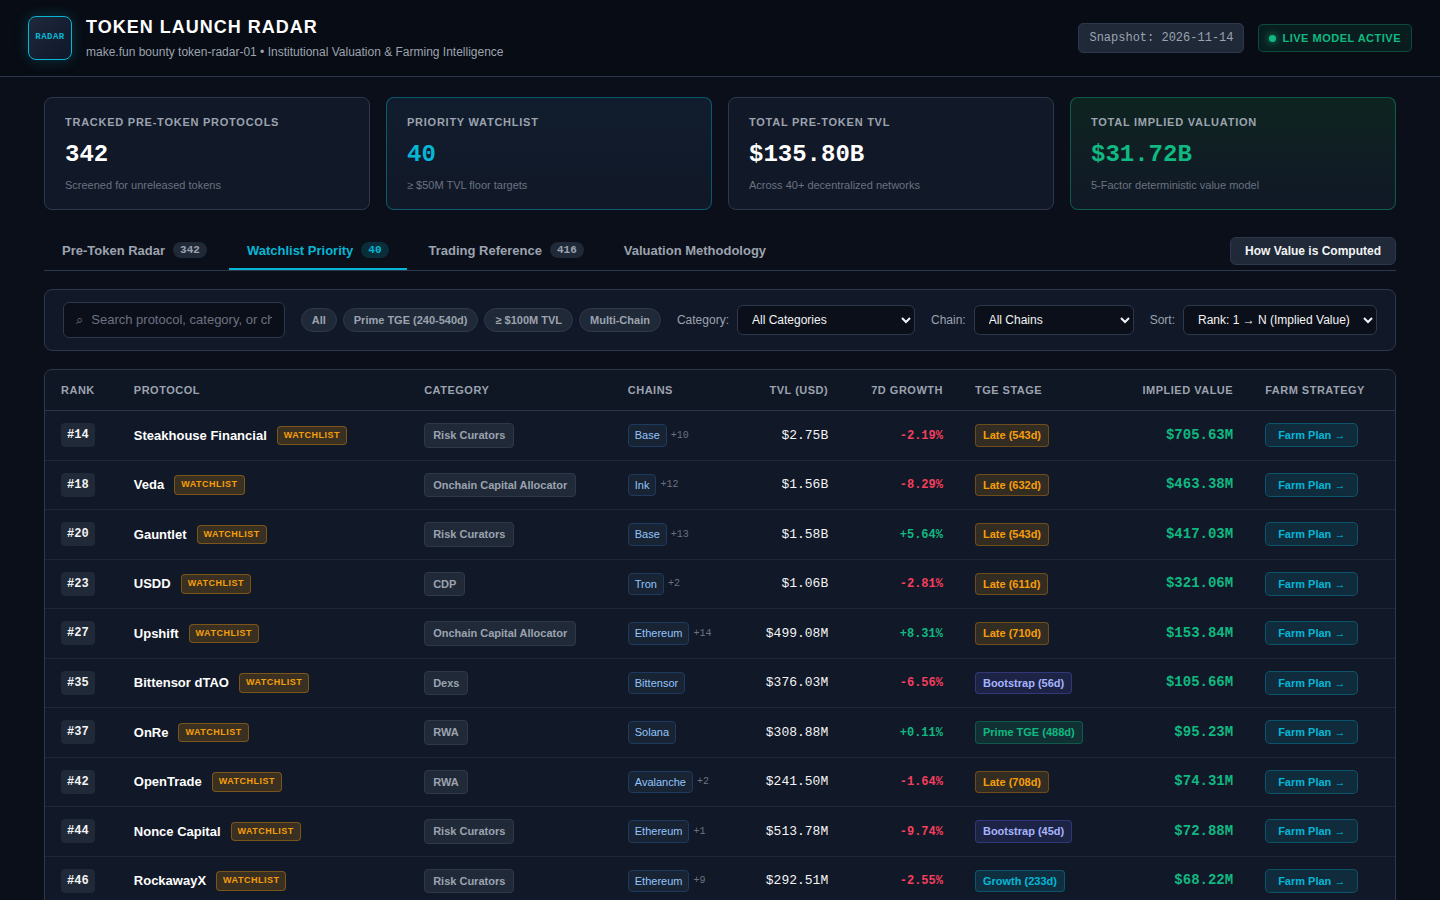 RADAR
TOKEN LAUNCH RADAR
make.fun bounty token-radar-01 • Institutional Valuation & Farming Intelligence
Snapshot: 2026-11-14
LIVE MODEL ACTIVE
TRACKED PRE-TOKEN PROTOCOLS
342
Screened for unreleased tokens
PRIORITY WATCHLIST
40
≥ $50M TVL floor targets
TOTAL PRE-TOKEN TVL
$135.80B
Across 40+ decentralized networks
TOTAL IMPLIED VALUATION
$31.72B
5-Factor deterministic value model
Pre-Token Radar 342 Watchlist Priority 40 Trading Reference 416 Valuation Methodology How Value is Computed
Search protocol, category, or ch All Prime TGE (240-540d) ≥ $100M TVL Multi-Chain Category: All Categories Chain: All Chains Sort: Rank: 1 → N (Implied Value)
RANK PROTOCOL CATEGORY CHAINS TVL (USD) 7D GROWTH TGE STAGE IMPLIED VALUE FARM STRATEGY
#14 Steakhouse Financial WATCHLIST Risk Curators Base +10 $2.75B -2.19% Late (543d) $705.63M Farm Plan →
#18 Veda WATCHLIST Onchain Capital Allocator Ink +12 $1.56B -8.29% Late (632d) $463.38M Farm Plan →
#20 Gauntlet WATCHLIST Risk Curators Base +13 $1.58B +5.64% Late (543d) $417.03M Farm Plan →
#23 USDD WATCHLIST CDP Tron +2 $1.06B -2.81% Late (611d) $321.06M Farm Plan →
#27 Upshift WATCHLIST Onchain Capital Allocator Ethereum +14 $499.08M +8.31% Late (710d) $153.84M Farm Plan →
#35 Bittensor dTAO WATCHLIST Dexs Bittensor $376.03M -6.56% Bootstrap (56d) $105.66M Farm Plan →
#37 OnRe WATCHLIST RWA Solana $308.88M +0.11% Prime TGE (488d) $95.23M Farm Plan →
#42 OpenTrade WATCHLIST RWA Avalanche +2 $241.50M -1.64% Late (708d) $74.31M Farm Plan →
#44 Nonce Capital WATCHLIST Risk Curators Ethereum +1 $513.78M -9.74% Bootstrap (45d) $72.88M Farm Plan →
#46 RockawayX WATCHLIST Risk Curators Ethereum +9 $292.51M -2.55% Growth (233d) $68.22M Farm Plan →